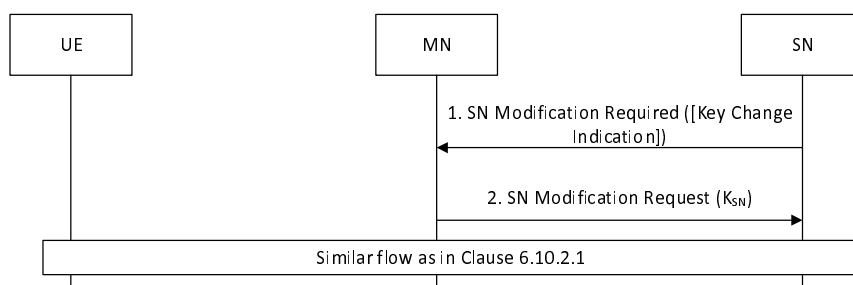 UE
MN
SN
1. SN Modification Required ([Key Change
Indication])
2. SN Modification Request (K_SN)
Similar flow as in Clause 6.10.2.1